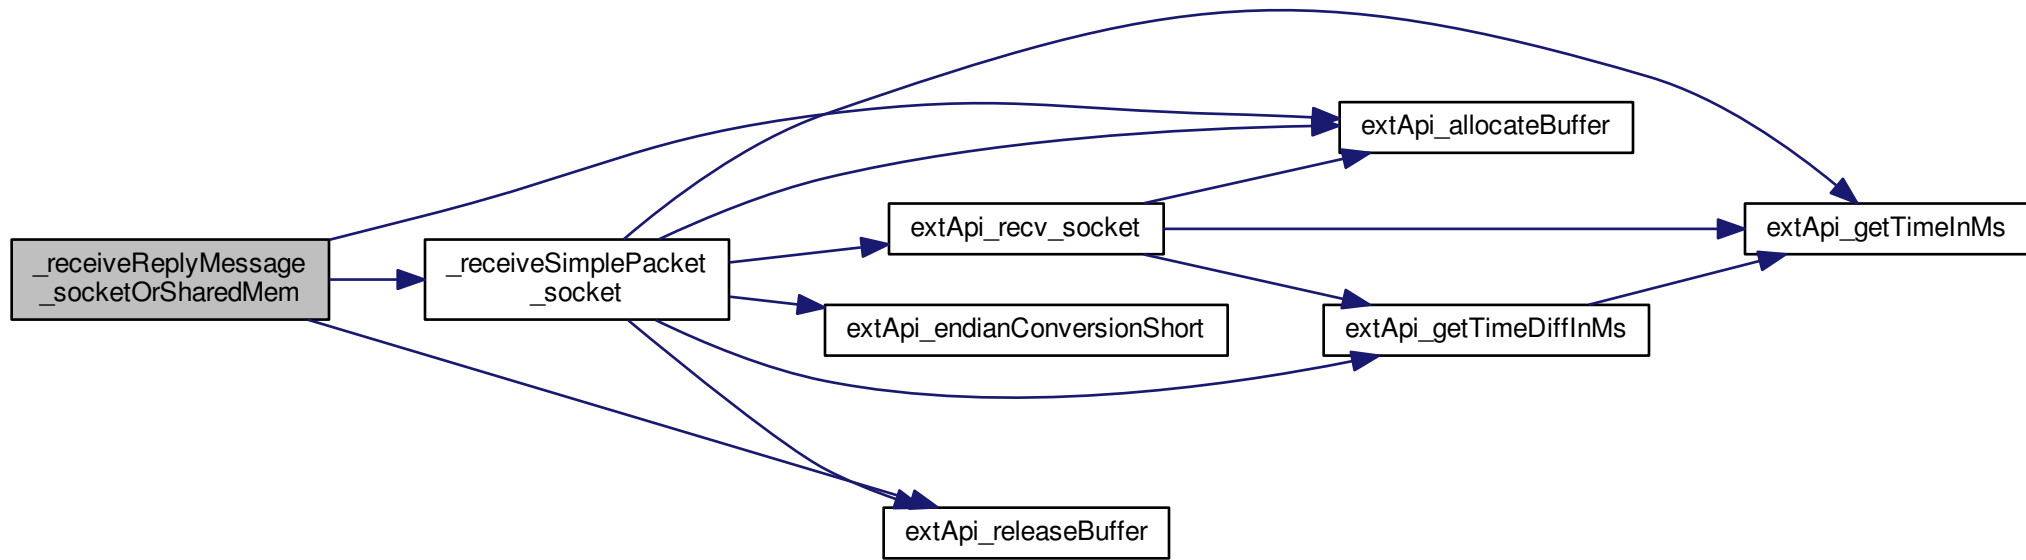 _receiveReplyMessage
_socketOrSharedMem
_receiveSimplePacket
_socket
extApi_recv_socket
extApi_endianConversionShort
extApi_allocateBuffer
extApi_getTimeDiffInMs
extApi_getTimeInMs
extApi_releaseBuffer